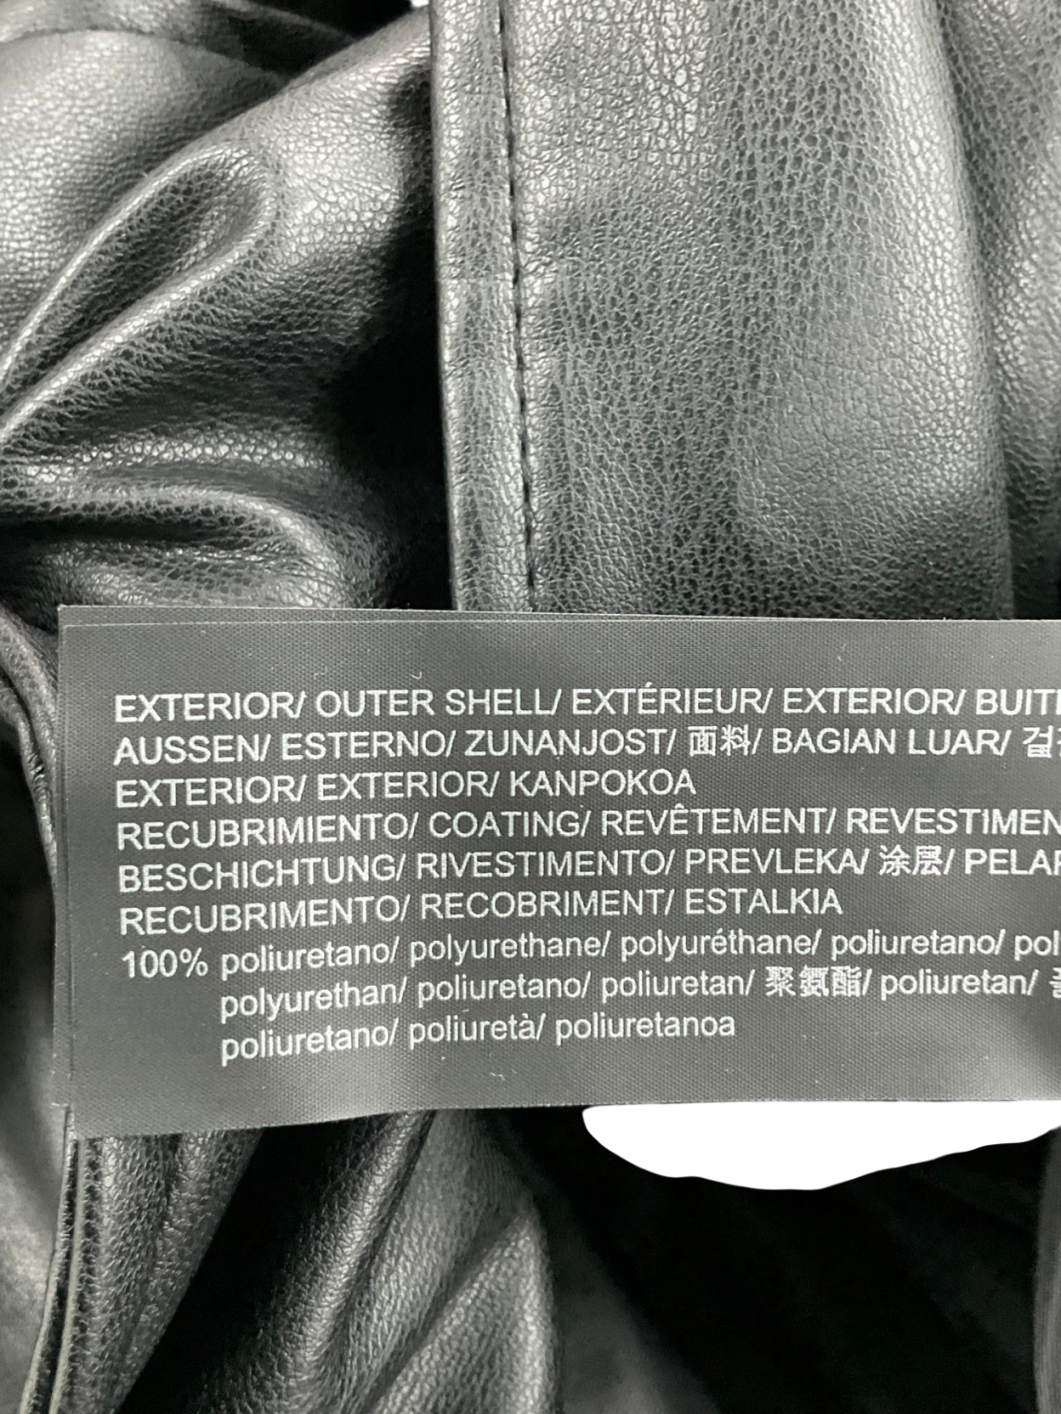 EXTERIOR/ OUTER SHELL/ EXTÉRIEUR/ EXTERIOR/
AUSSEN/ ESTERNO/ ZUNANJOST/ 面料/ BAGIAN LUAR/
EXTERIOR/ EXTERIOR/ KANPOKOA
RECUBRIMIENTO/ COATING/ REVÊTEMENT/
BESCHICHTUNG/ RIVESTIMENTO/ PREVLEKA/ 涂层/
RECUBRIMENTO/ RECOBRIMENT/ ESTALKIA
100% poliuretano/ polyurethane/ polyuréthane/ poliuretano/
polyurethan/ poliuretano/ poliuretan/ 聚氨酯/ poliuretan/
poliuretano/ poliuretà/ poliuretanoa